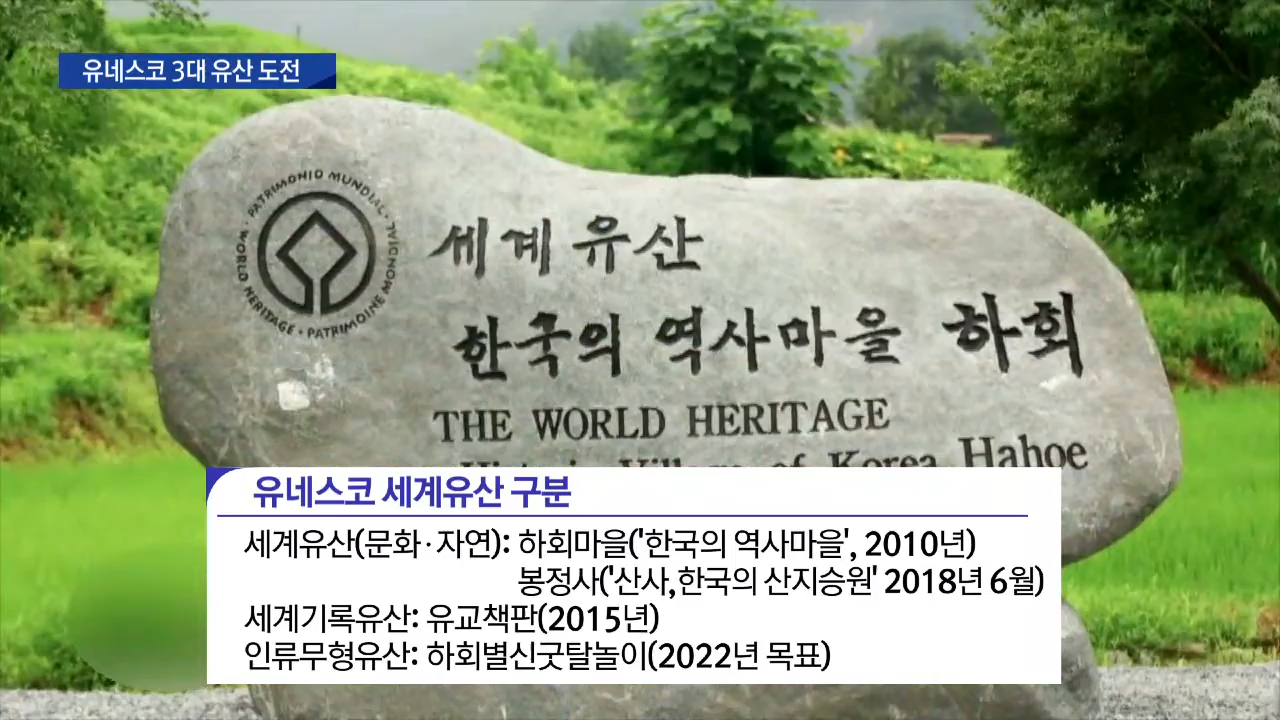 유네스코 3대 유산 도전
WORLD HERITAGE · PATRIMONIO MUNDIAL · PATRIMOINE MONDIAL ·
세계유산
한국의 역사마을 하회
THE WORLD HERITAGE
Historic Village of Korea Hahoe
유네스코 세계유산 구분
세계유산(문화·자연): 하회마을('한국의 역사마을', 2010년)
봉정사('산사,한국의 산지승원' 2018년 6월)
세계기록유산: 유교책판(2015년)
인류무형유산: 하회별신굿탈놀이(2022년 목표)